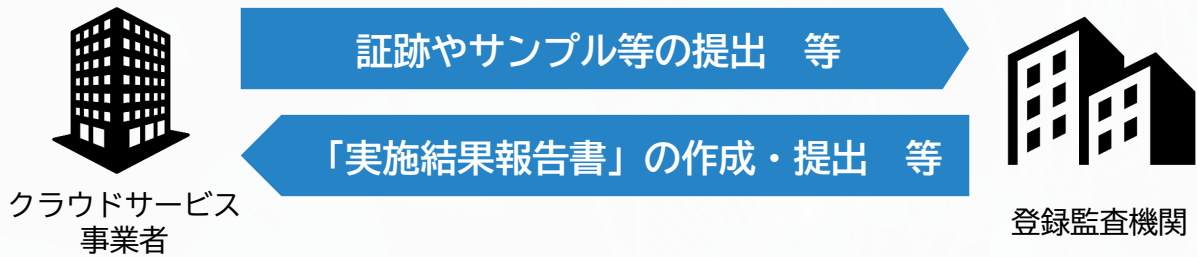 証跡やサンプル等の提出　等
「実施結果報告書」の作成・提出　等
クラウドサービス
事業者
登録監査機関